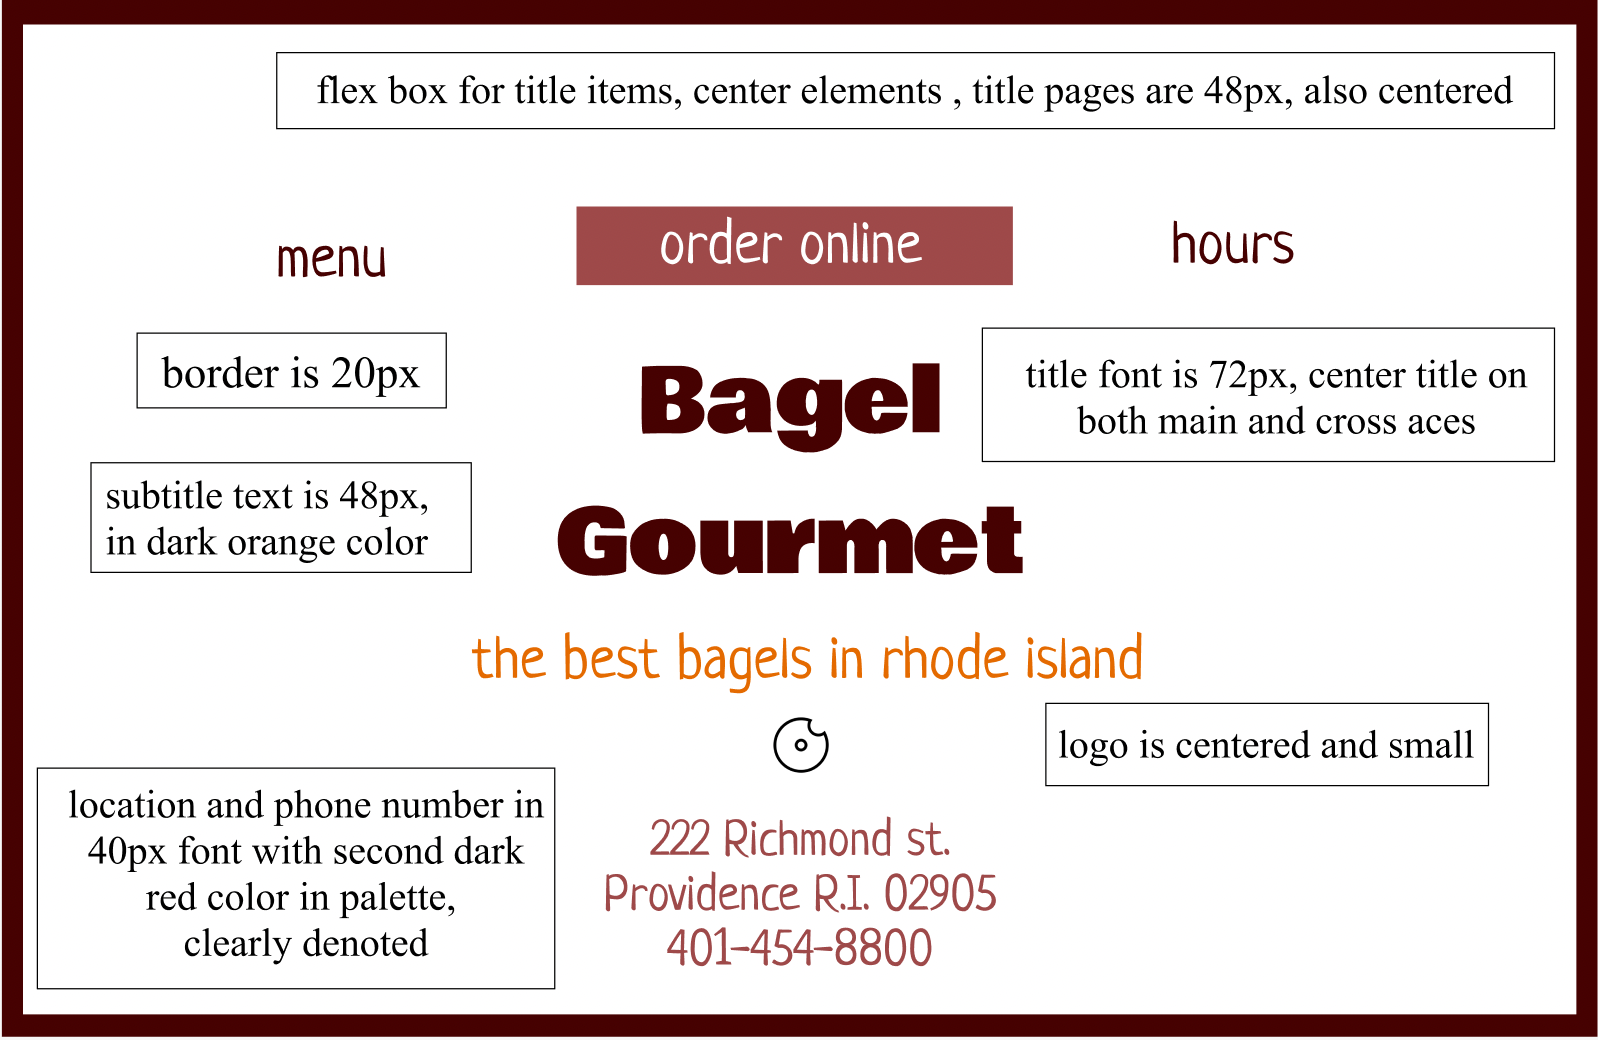 flex box for title items, center elements , title pages are 48px, also centered
menu
order online
hours
border is 20px
Bagel
title font is 72px, center title on
both main and cross aces
subtitle text is 48px,
in dark orange color
Gourmet
the best bagels in rhode island
logo is centered and small
location and phone number in
40px font with second dark
red color in palette,
clearly denoted
222 Richmond st.
Providence R.I. 02905
401-454-8800